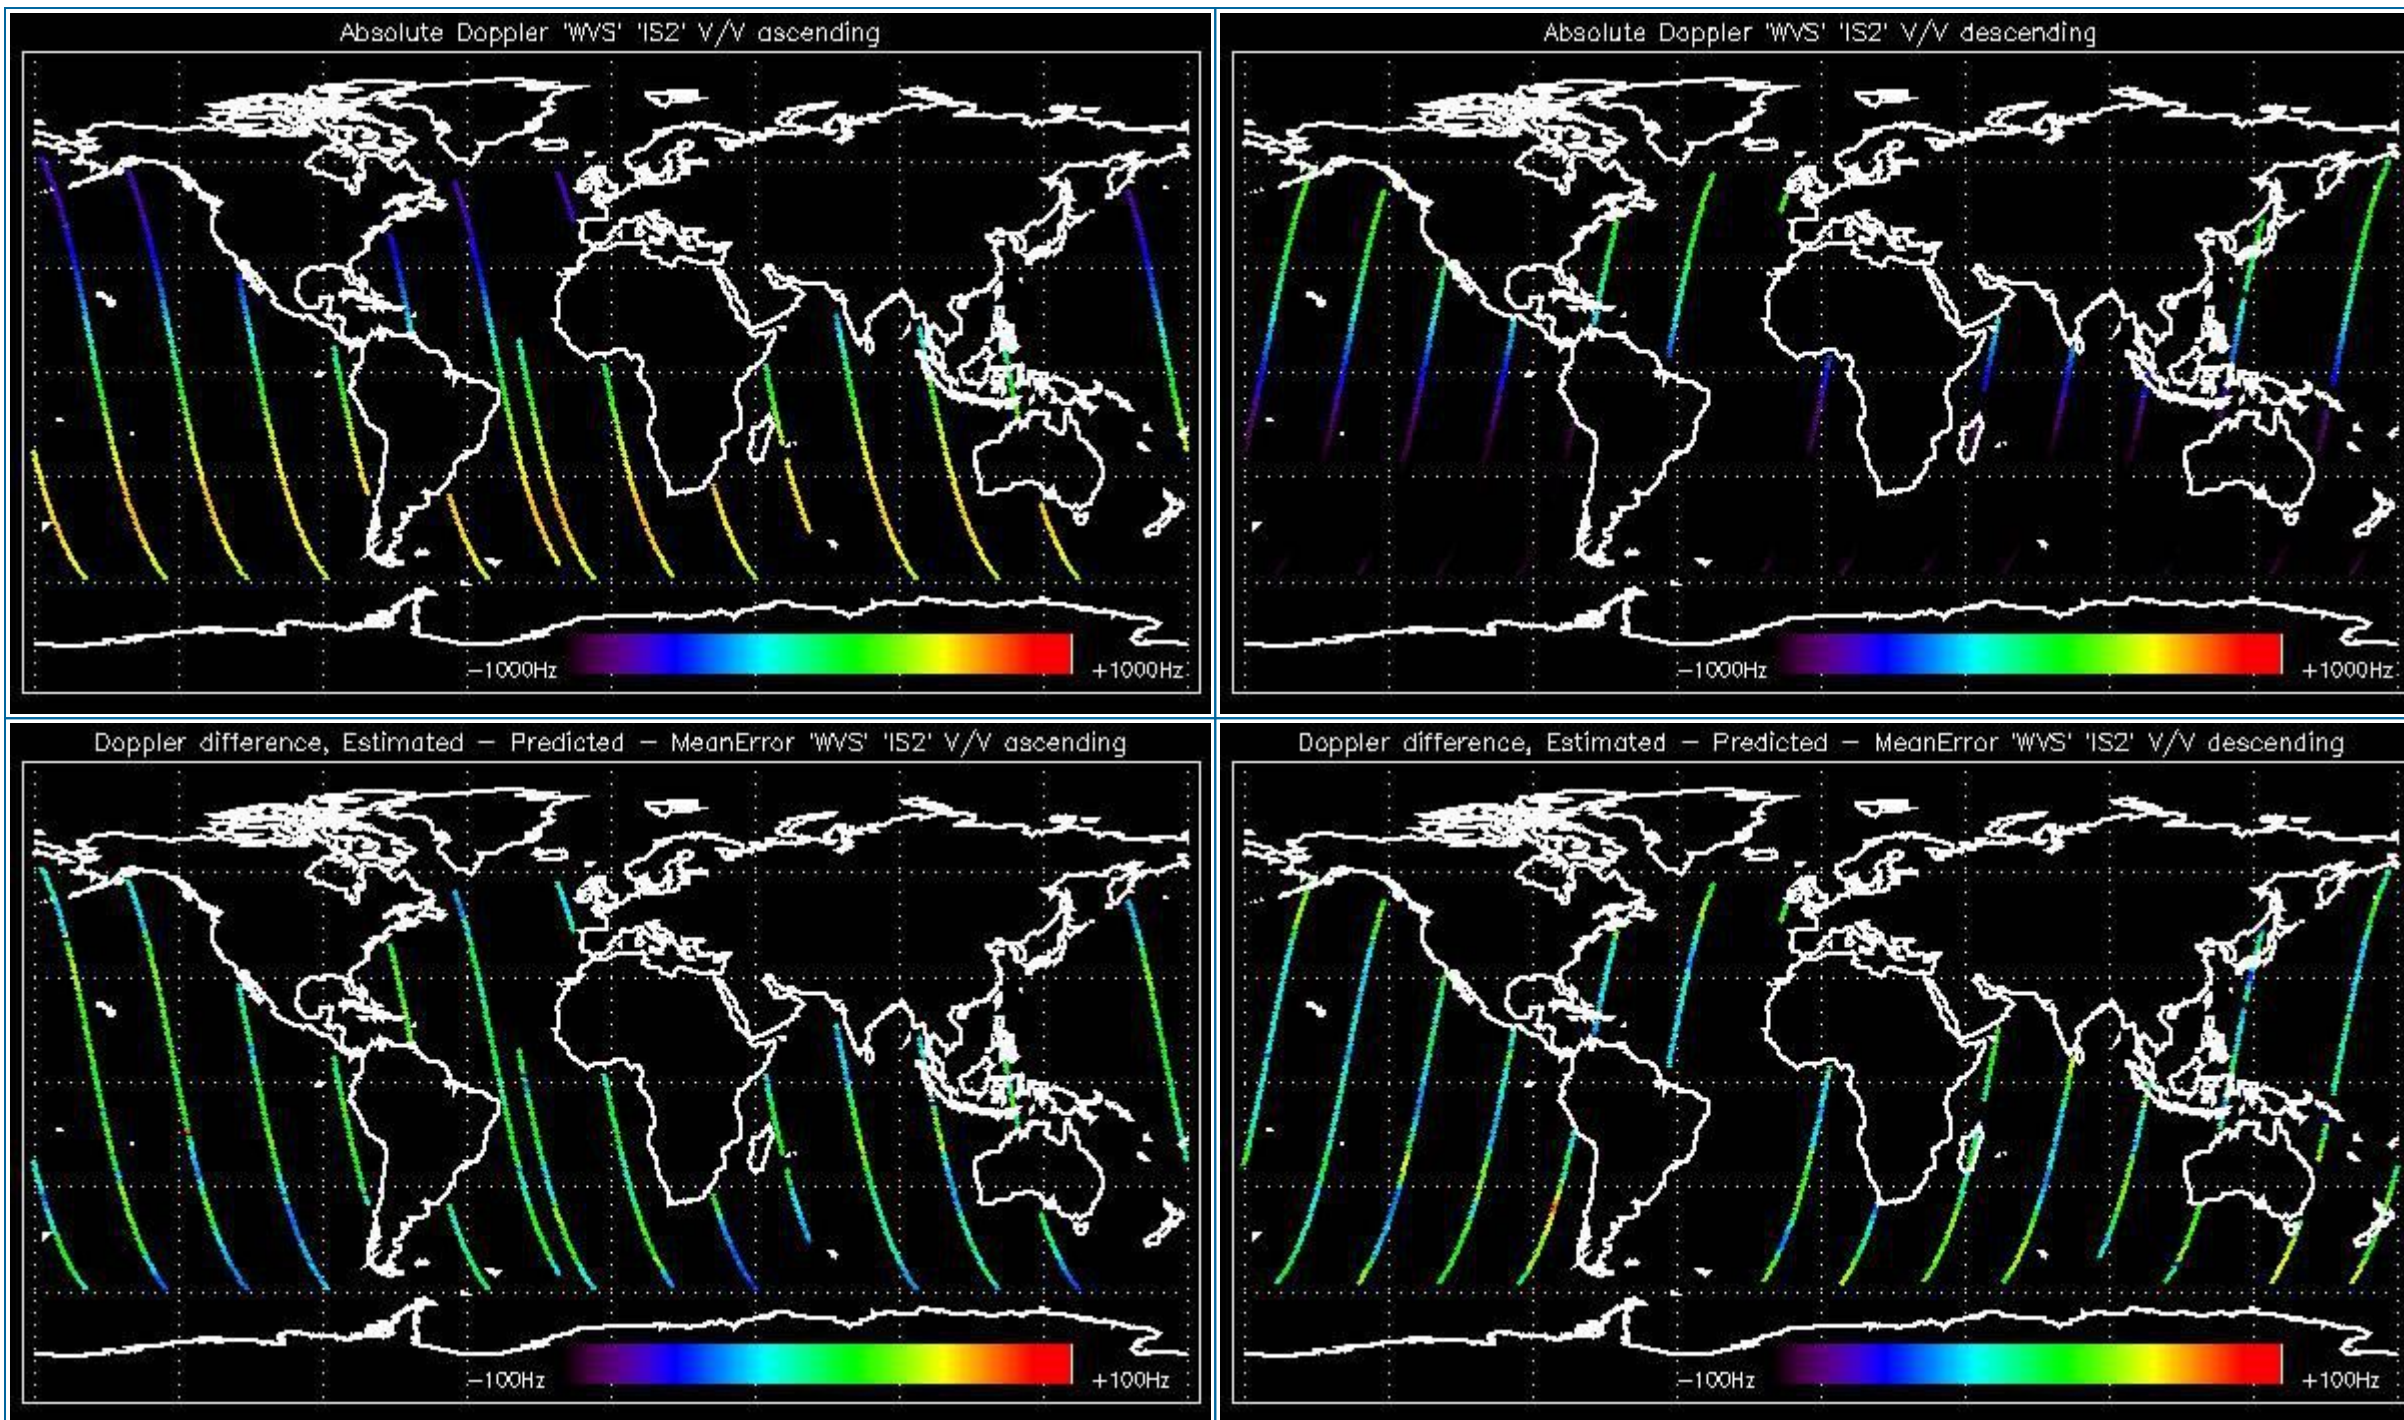 Absolute Doppler 'WVS' 'IS2' V/V ascending
-1000Hz
+1000Hz
Absolute Doppler 'WVS' 'IS2' V/V descending
-1000Hz
+1000Hz
Doppler difference, Estimated - Predicted - MeanError 'WVS' 'IS2' V/V ascending
-100Hz
+100Hz
Doppler difference, Estimated - Predicted - MeanError 'WVS' 'IS2' V/V descending
-100Hz
+100Hz